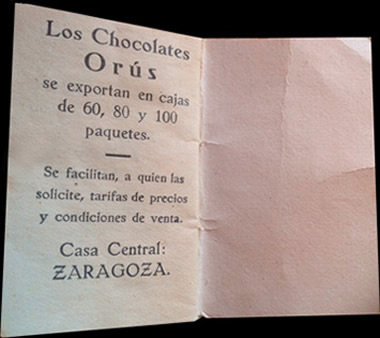 Los Chocolates
Orús
se exportan en cajas
de 60, 80 y 100
paquetes.
Se facilitan, a quien las
solicite, tarifas de precios
y condiciones de venta.
Casa Central:
ZARAGOZA.